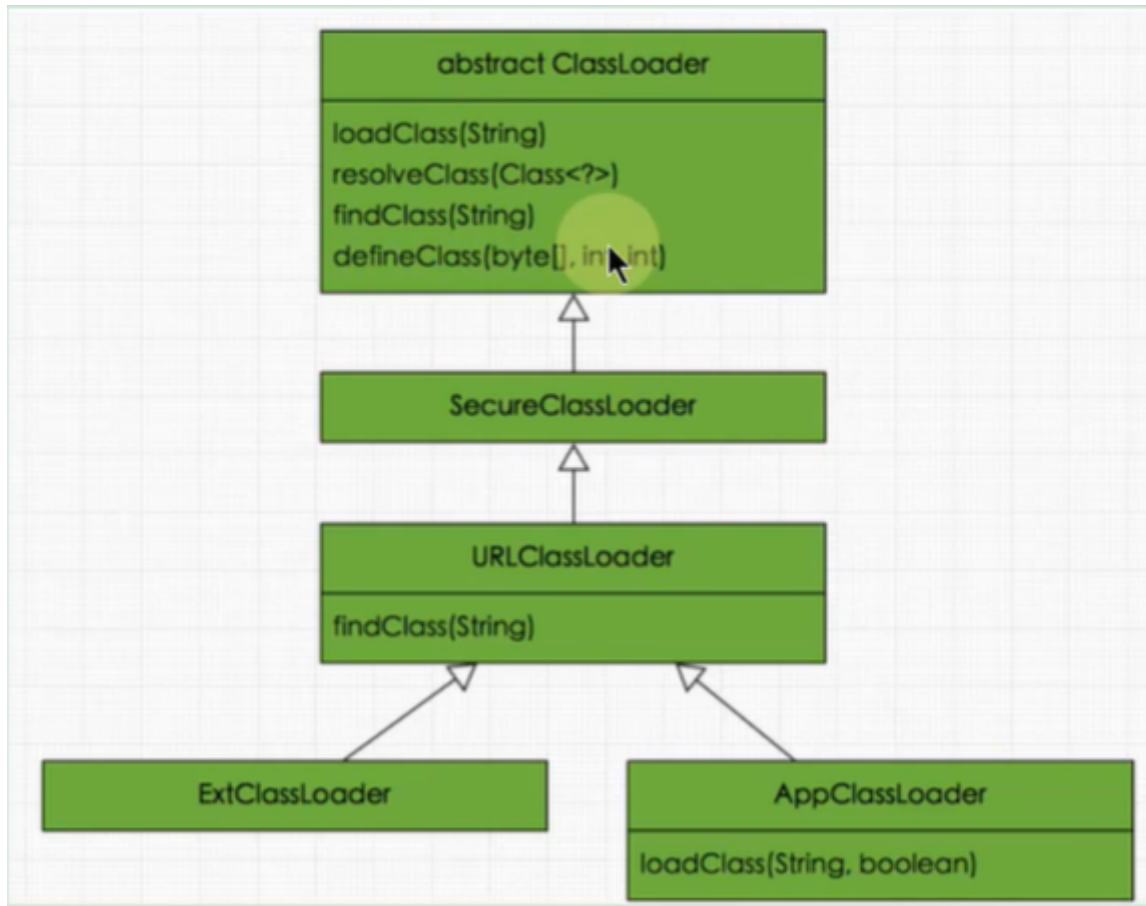 abstract ClassLoader
loadClass(String)
resolveClass(Class<?>)
findClass(String)
defineClass(byte[], int, int)
SecureClassLoader
URLClassLoader
findClass(String)
ExtClassLoader
AppClassLoader
loadClass(String, boolean)